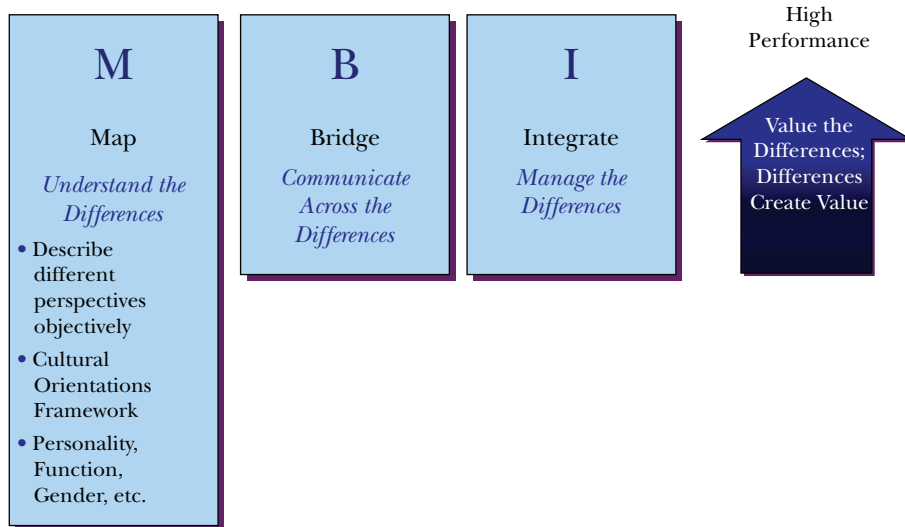 M
Map
Understand the
Differences
• Describe
different
perspectives
objectively
• Cultural
Orientations
Framework
• Personality,
Function,
Gender, etc.
B
Bridge
Communicate
Across the
Differences
I
Integrate
Manage the
Differences
High
Performance
Value the
Differences;
Differences
Create Value